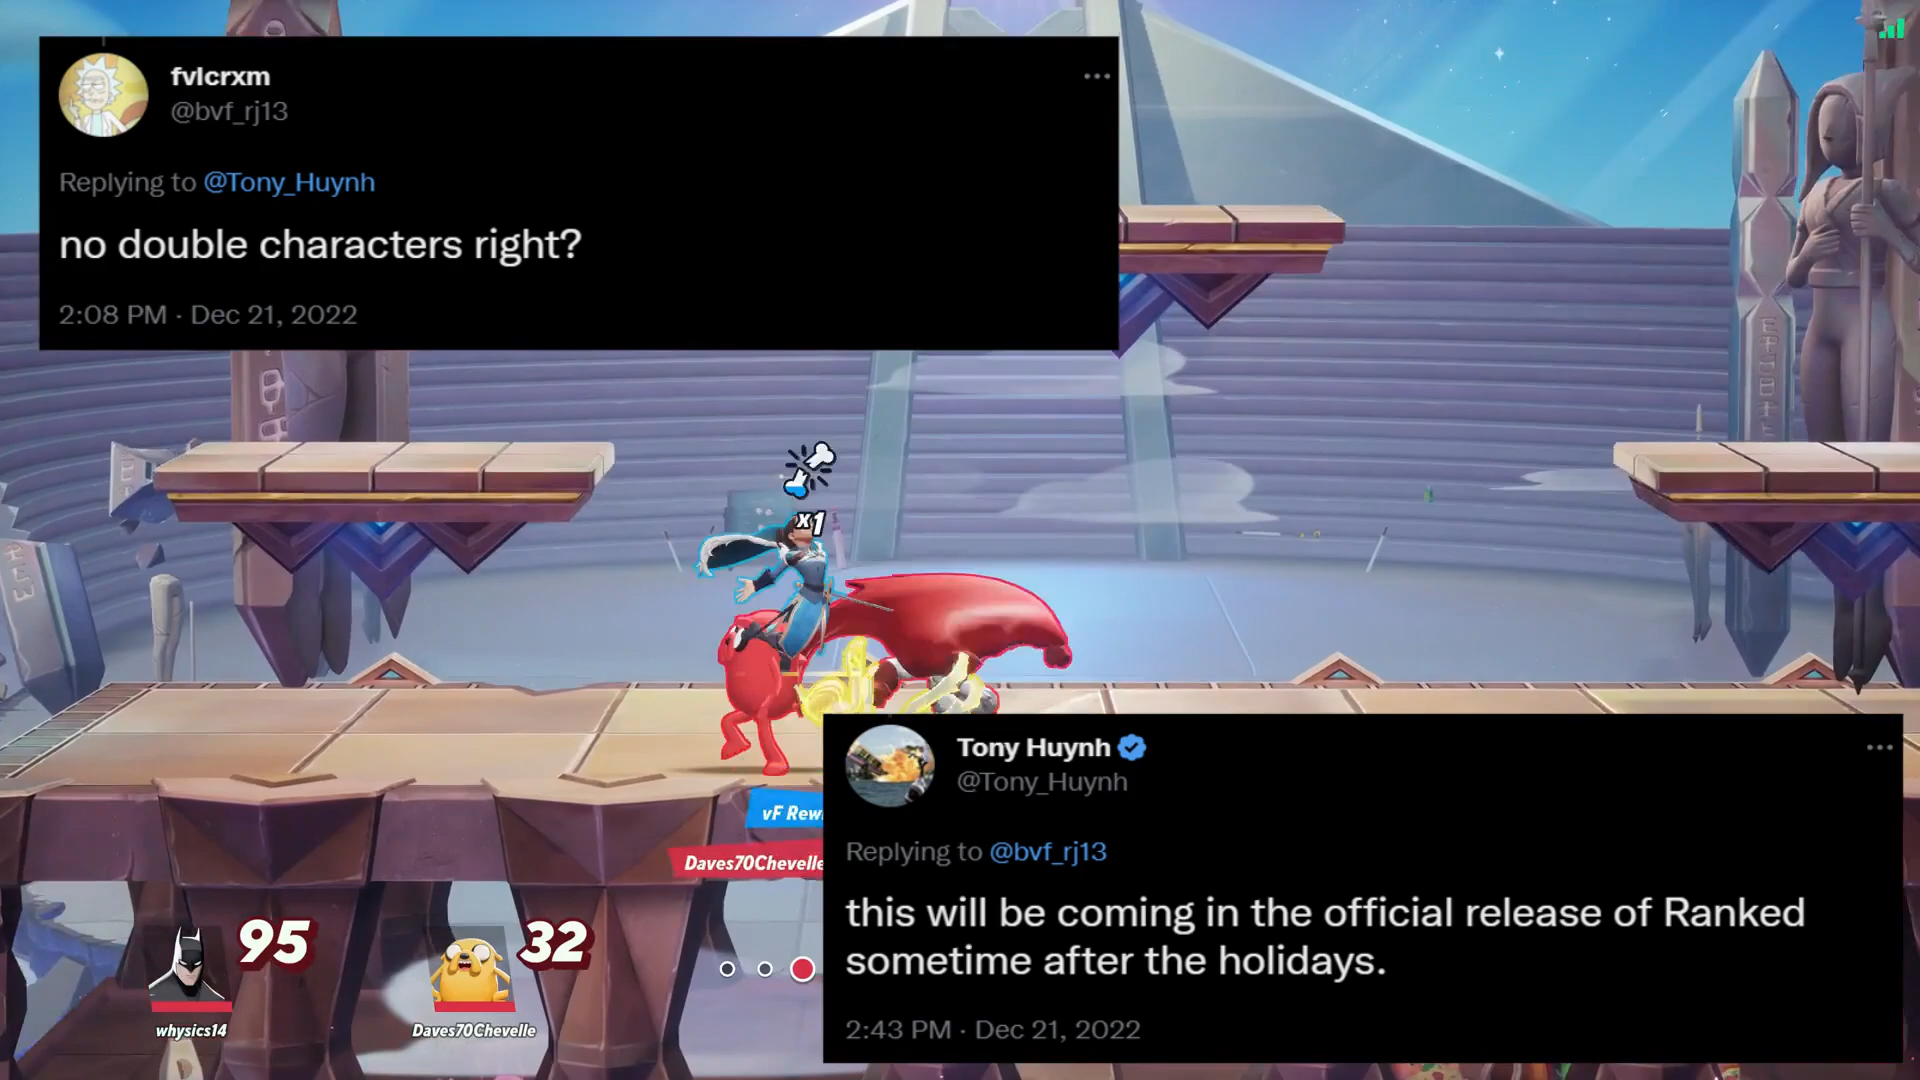 fvlcrxm
@bvf_rj13
Replying to @Tony_Huynh
no double characters right?
2:08 PM · Dec 21, 2022
x1
vF Rew
Daves70Chevelle
Tony Huynh
@Tony_Huynh
Replying to @bvf_rj13
this will be coming in the official release of Ranked
sometime after the holidays.
2:43 PM · Dec 21, 2022
95
whysics14
32
Daves70Chevelle